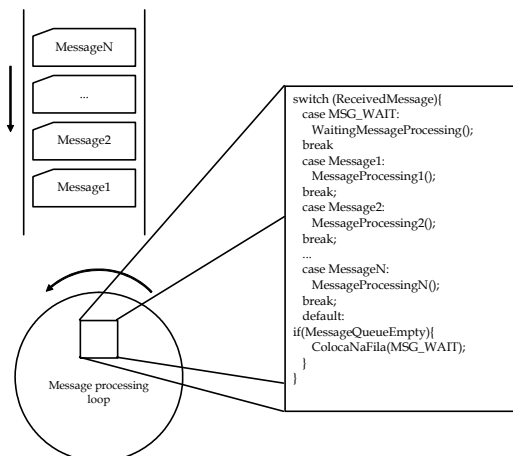 MessageN
...
Message2
Message1
Message processing
loop
switch (ReceivedMessage){
case MSG_WAIT:
WaitingMessageProcessing();
break
case Message1:
MessageProcessing1();
break;
case Message2:
MessageProcessing2();
break;
...
case MessageN:
MessageProcessingN();
break;
default:
if(MessageQueueEmpty){
ColocaNaFila(MSG_WAIT);
}
}